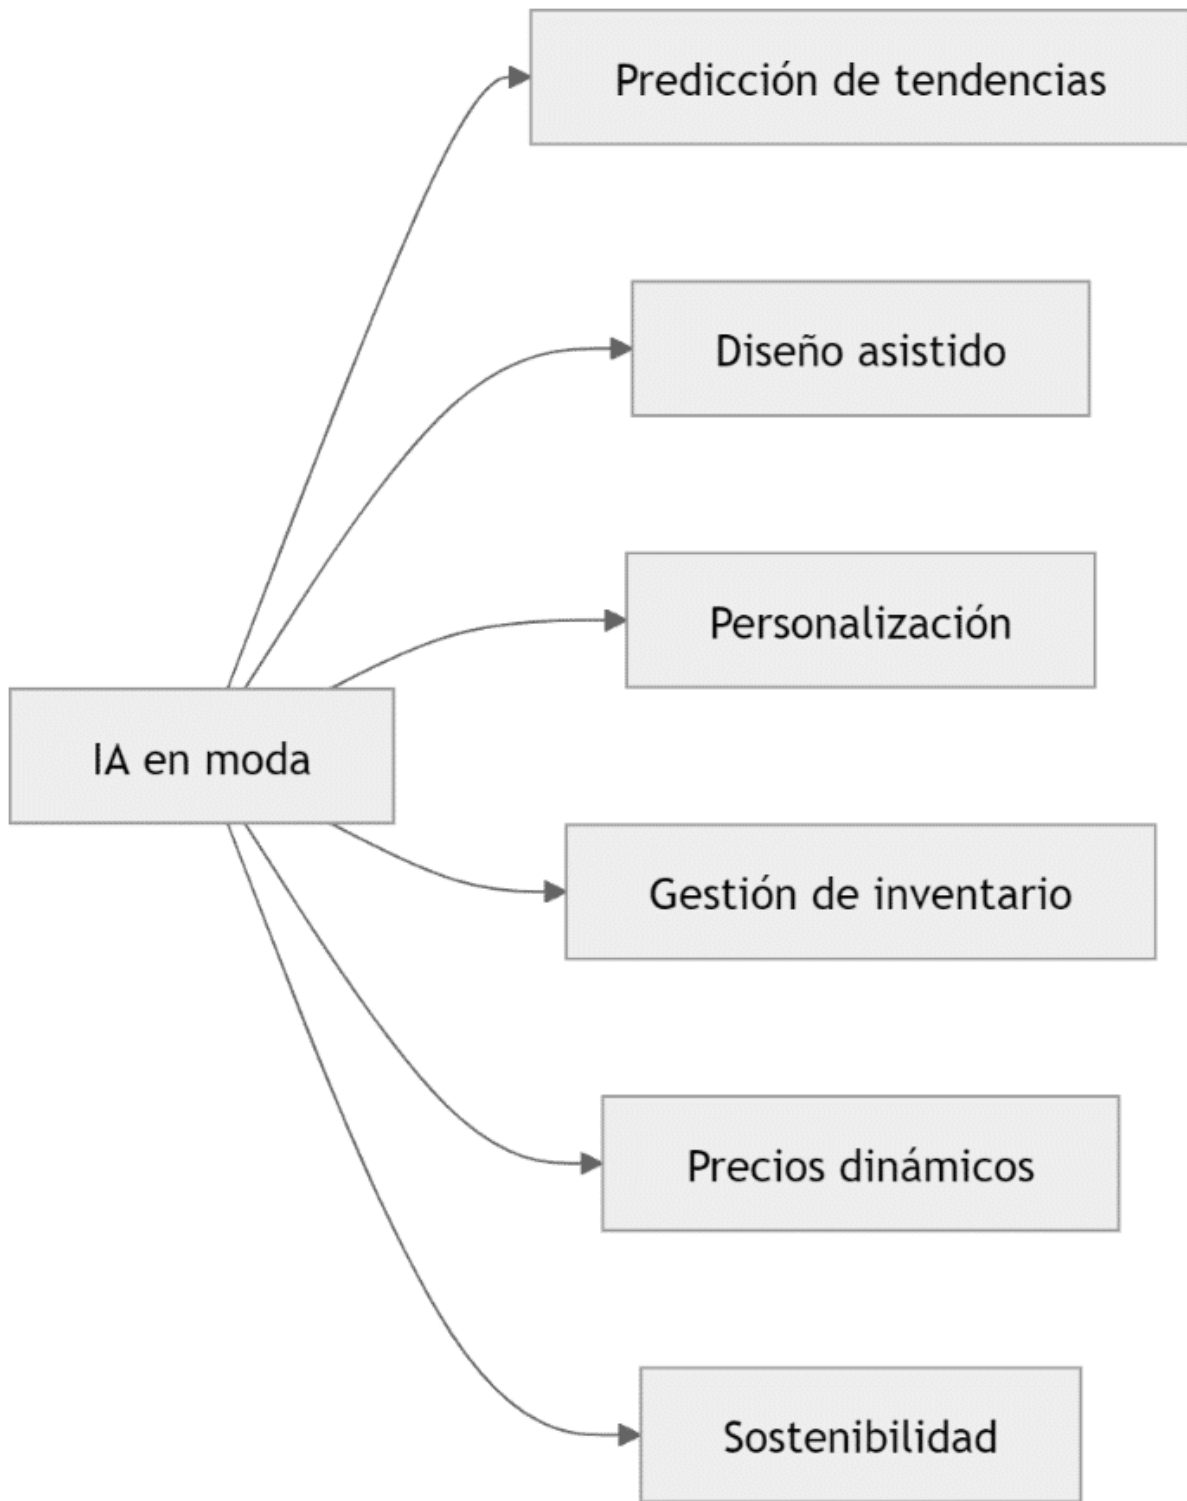 Predicción de tendencias
Diseño asistido
Personalización
IA en moda
Gestión de inventario
Precios dinámicos
Sostenibilidad